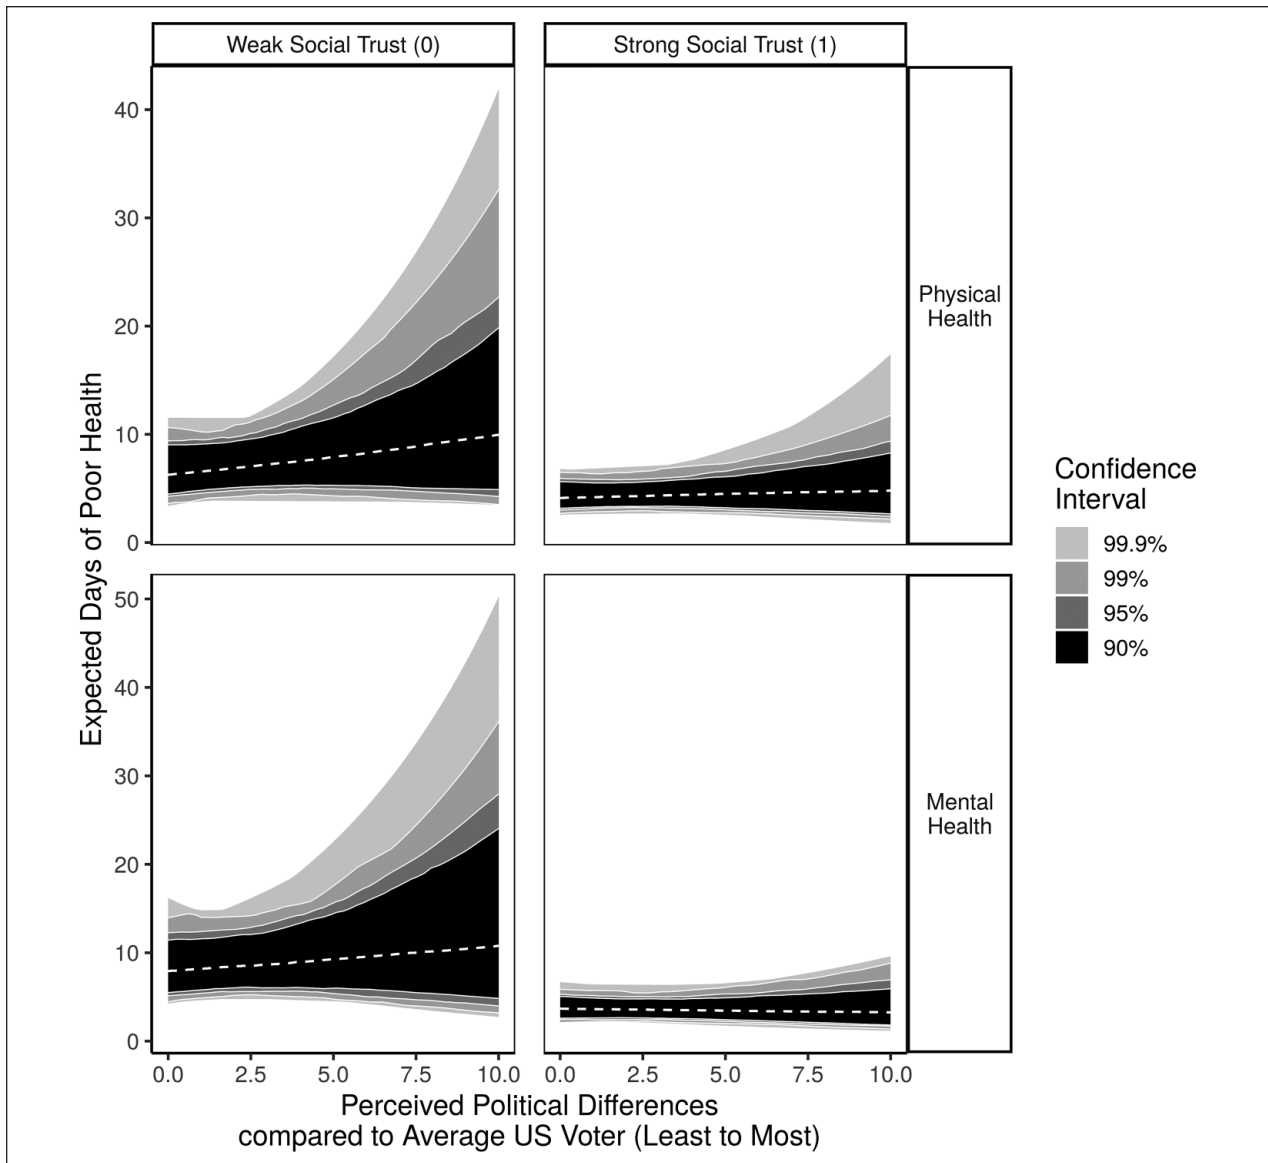 Weak Social Trust (0)
Strong Social Trust (1)
40
30
20
10
0
Physical
Health
50
40
30
20
10
0
Mental
Health
Expected Days of Poor Health
0.0 2.5 5.0 7.5 10.0
0.0 2.5 5.0 7.5 10.0
Perceived Political Differences
compared to Average US Voter (Least to Most)
Confidence
Interval
99.9%
99%
95%
90%